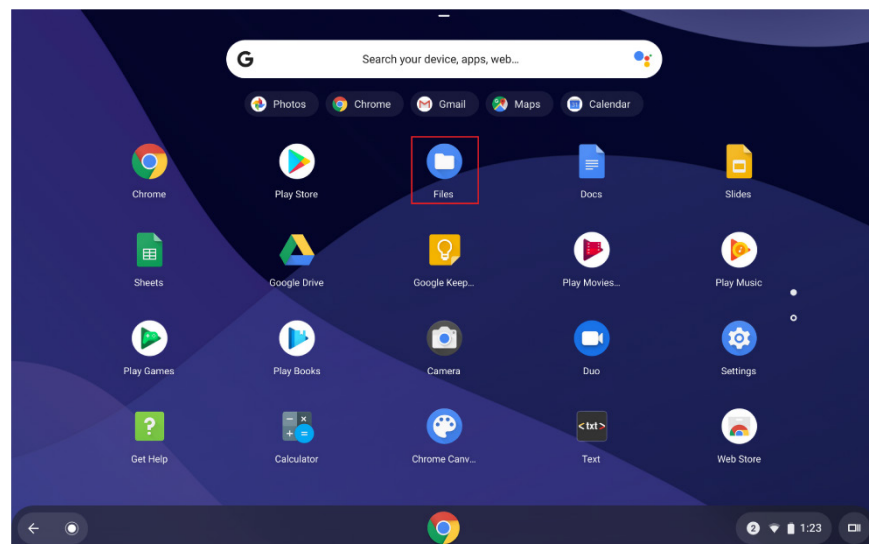 G Search your device, apps, web...
Photos Chrome Gmail Maps Calendar
Chrome Play Store Files Docs Slides
Sheets Google Drive Google Keep... Play Movies... Play Music
Play Games Play Books Camera Duo Settings
? Get Help Calculator Chrome Canv... <txt> Text Web Store
2 1:23